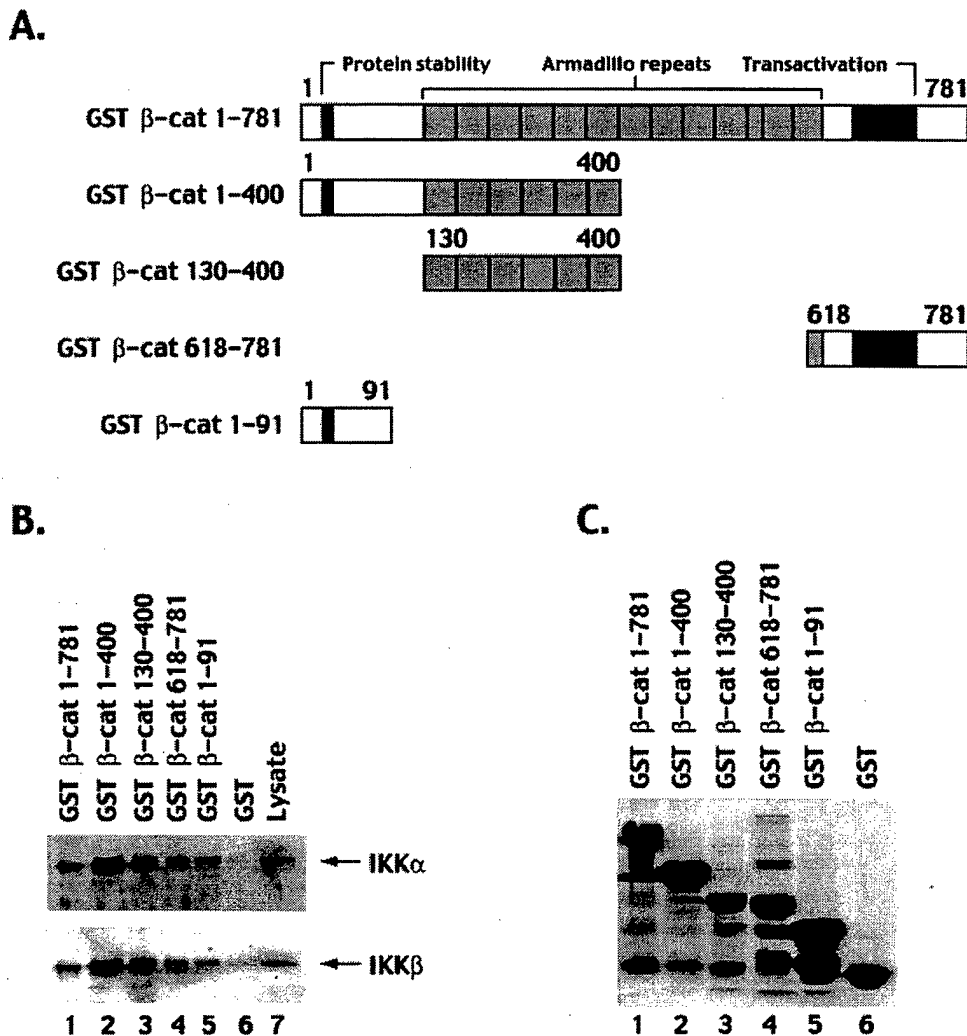 A.
Protein stability Armadillo repeats Transactivation
1 781
GST β-cat 1-781
1 400
GST β-cat 1-400
130 400
GST β-cat 130-400
618 781
GST β-cat 618-781
1 91
GST β-cat 1-91
B.
GST β-cat 1-781
GST β-cat 1-400
GST β-cat 130-400
GST β-cat 618-781
GST β-cat 1-91
GST
Lysate
IKKα
IKKβ
1 2 3 4 5 6 7
C.
GST β-cat 1-781
GST β-cat 1-400
GST β-cat 130-400
GST β-cat 618-781
GST β-cat 1-91
GST
1 2 3 4 5 6